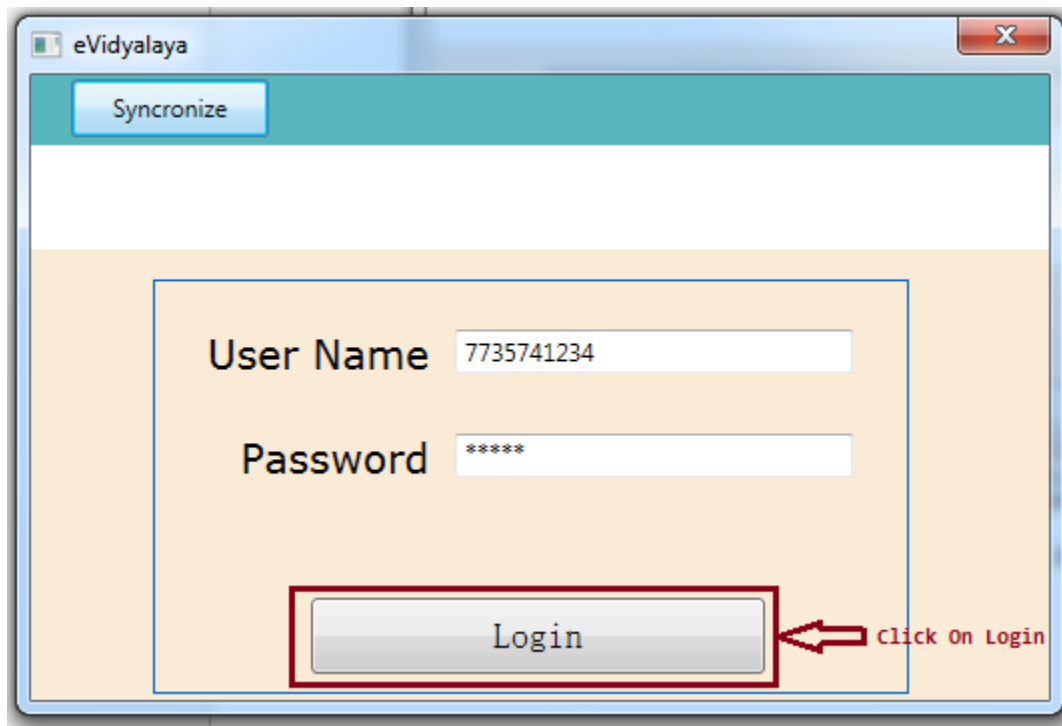 eVidyalaya
Syncronize
User Name 7735741234
Password *****
Login
Click On Login